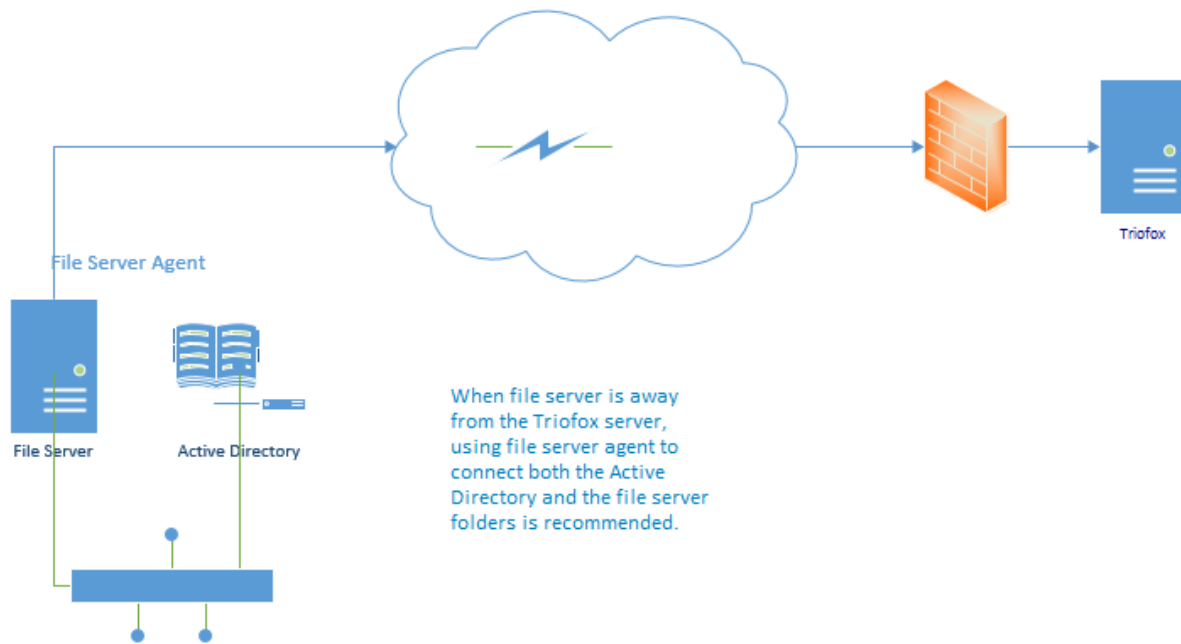 Triofox
File Server Agent
File Server
Active Directory
When file server is away
from the Triofox server,
using file server agent to
connect both the Active
Directory and the file server
folders is recommended.